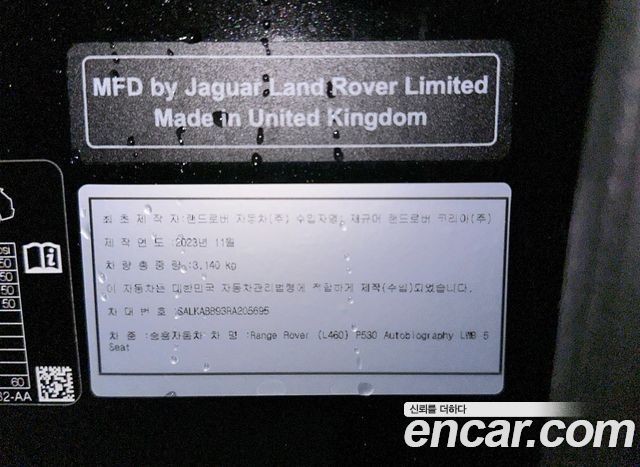 MFD by Jaguar Land Rover Limited
Made in United Kingdom
최초 제작 자:랜드로버 자동차(주) 수입자명: 재규어 랜드로버 코리아(주)
제작 연도 :2023년 11월
차량 총 중량 :3,140 kg
이 자동차는 대한민국 자동차관리법령에 적합하게 제작(수입)되었습니다.
차 대 번 호 :SALKABB93RA205695
차 종 :승용자동차 차 명 :Range Rover (L460) P530 Autobiography LWB 5
Seat
50
50
50
60
32-AA
신뢰를 더하다
encar.com